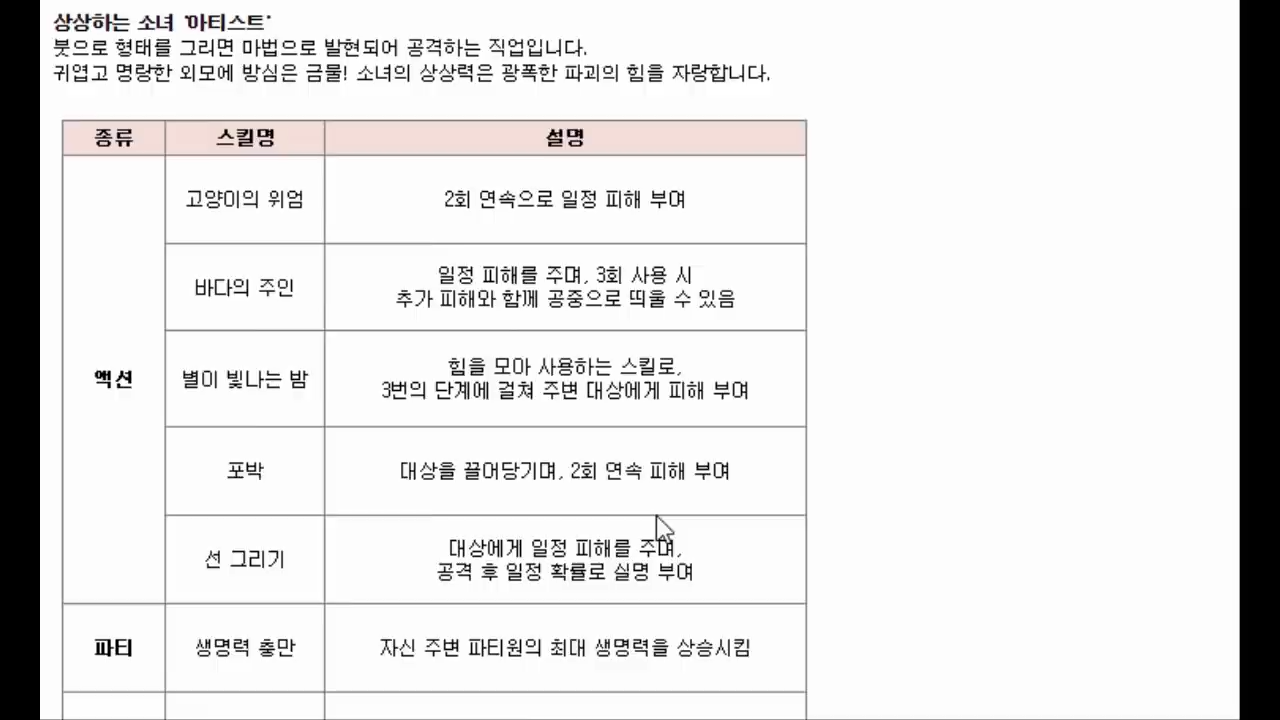 상상하는 소녀 '아티스트'
붓으로 형태를 그리면 마법으로 발현되어 공격하는 직업입니다.
귀엽고 명랑한 외모에 방심은 금물! 소녀의 상상력은 광폭한 파괴의 힘을 자랑합니다.
종류 스킬명 설명
고양이의 위엄 2회 연속으로 일정 피해 부여
바다의 주인 일정 피해를 주며, 3회 사용 시
추가 피해와 함께 공중으로 띄울 수 있음
액션 별이 빛나는 밤 힘을 모아 사용하는 스킬로,
3번의 단계에 걸쳐 주변 대상에게 피해 부여
포박 대상을 끌어당기며, 2회 연속 피해 부여
선 그리기 대상에게 일정 피해를 주며,
공격 후 일정 확률로 실명 부여
파티 생명력 충만 자신 주변 파티원의 최대 생명력을 상승시킴